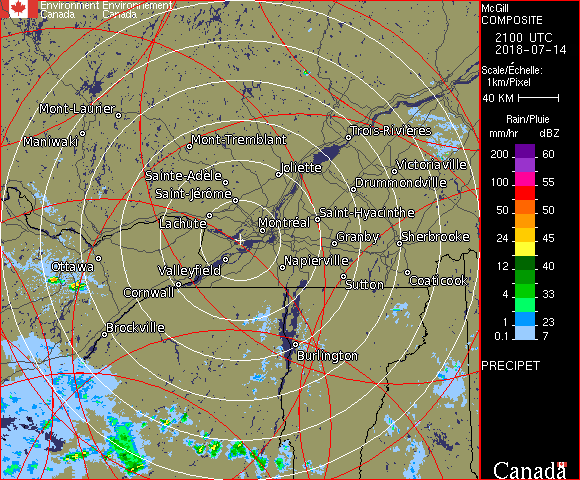 Environment Environnement
Canada Canada
Mont-Laurier
Maniwaki
Mont-Tremblant
Trois-Rivières
Sainte-Adèle
Joliette
Victoriaville
Saint-Jérôme
Drummondville
Lachute
Montréal
Saint-Hyacinthe
Granby
Sherbrooke
Ottawa
Valleyfield
Napierville
Cornwall
Sutton
Coaticook
Brockville
Burlington
McGill
COMPOSITE
2100 UTC
2018-07-14
Scale/Échelle:
1km/Pixel
40 KM
Rain/Pluie
mm/hr dBZ
200 60
150 57
100 55
50 50
24 45
12 40
4 33
1 23
0.1 7
PRECIPET
Canada